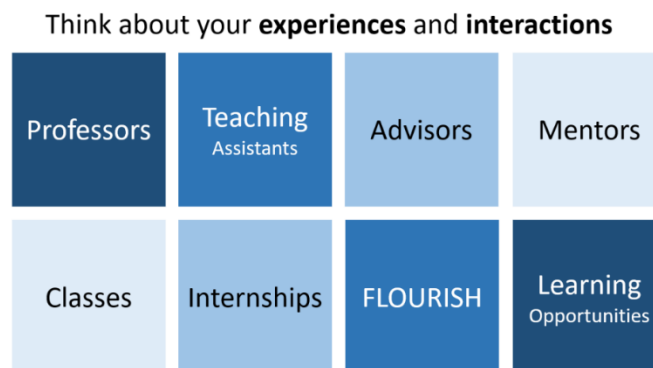 Think about your experiences and interactions
Professors
Teaching
Assistants
Advisors
Mentors
Classes
Internships
FLOURISH
Learning
Opportunities